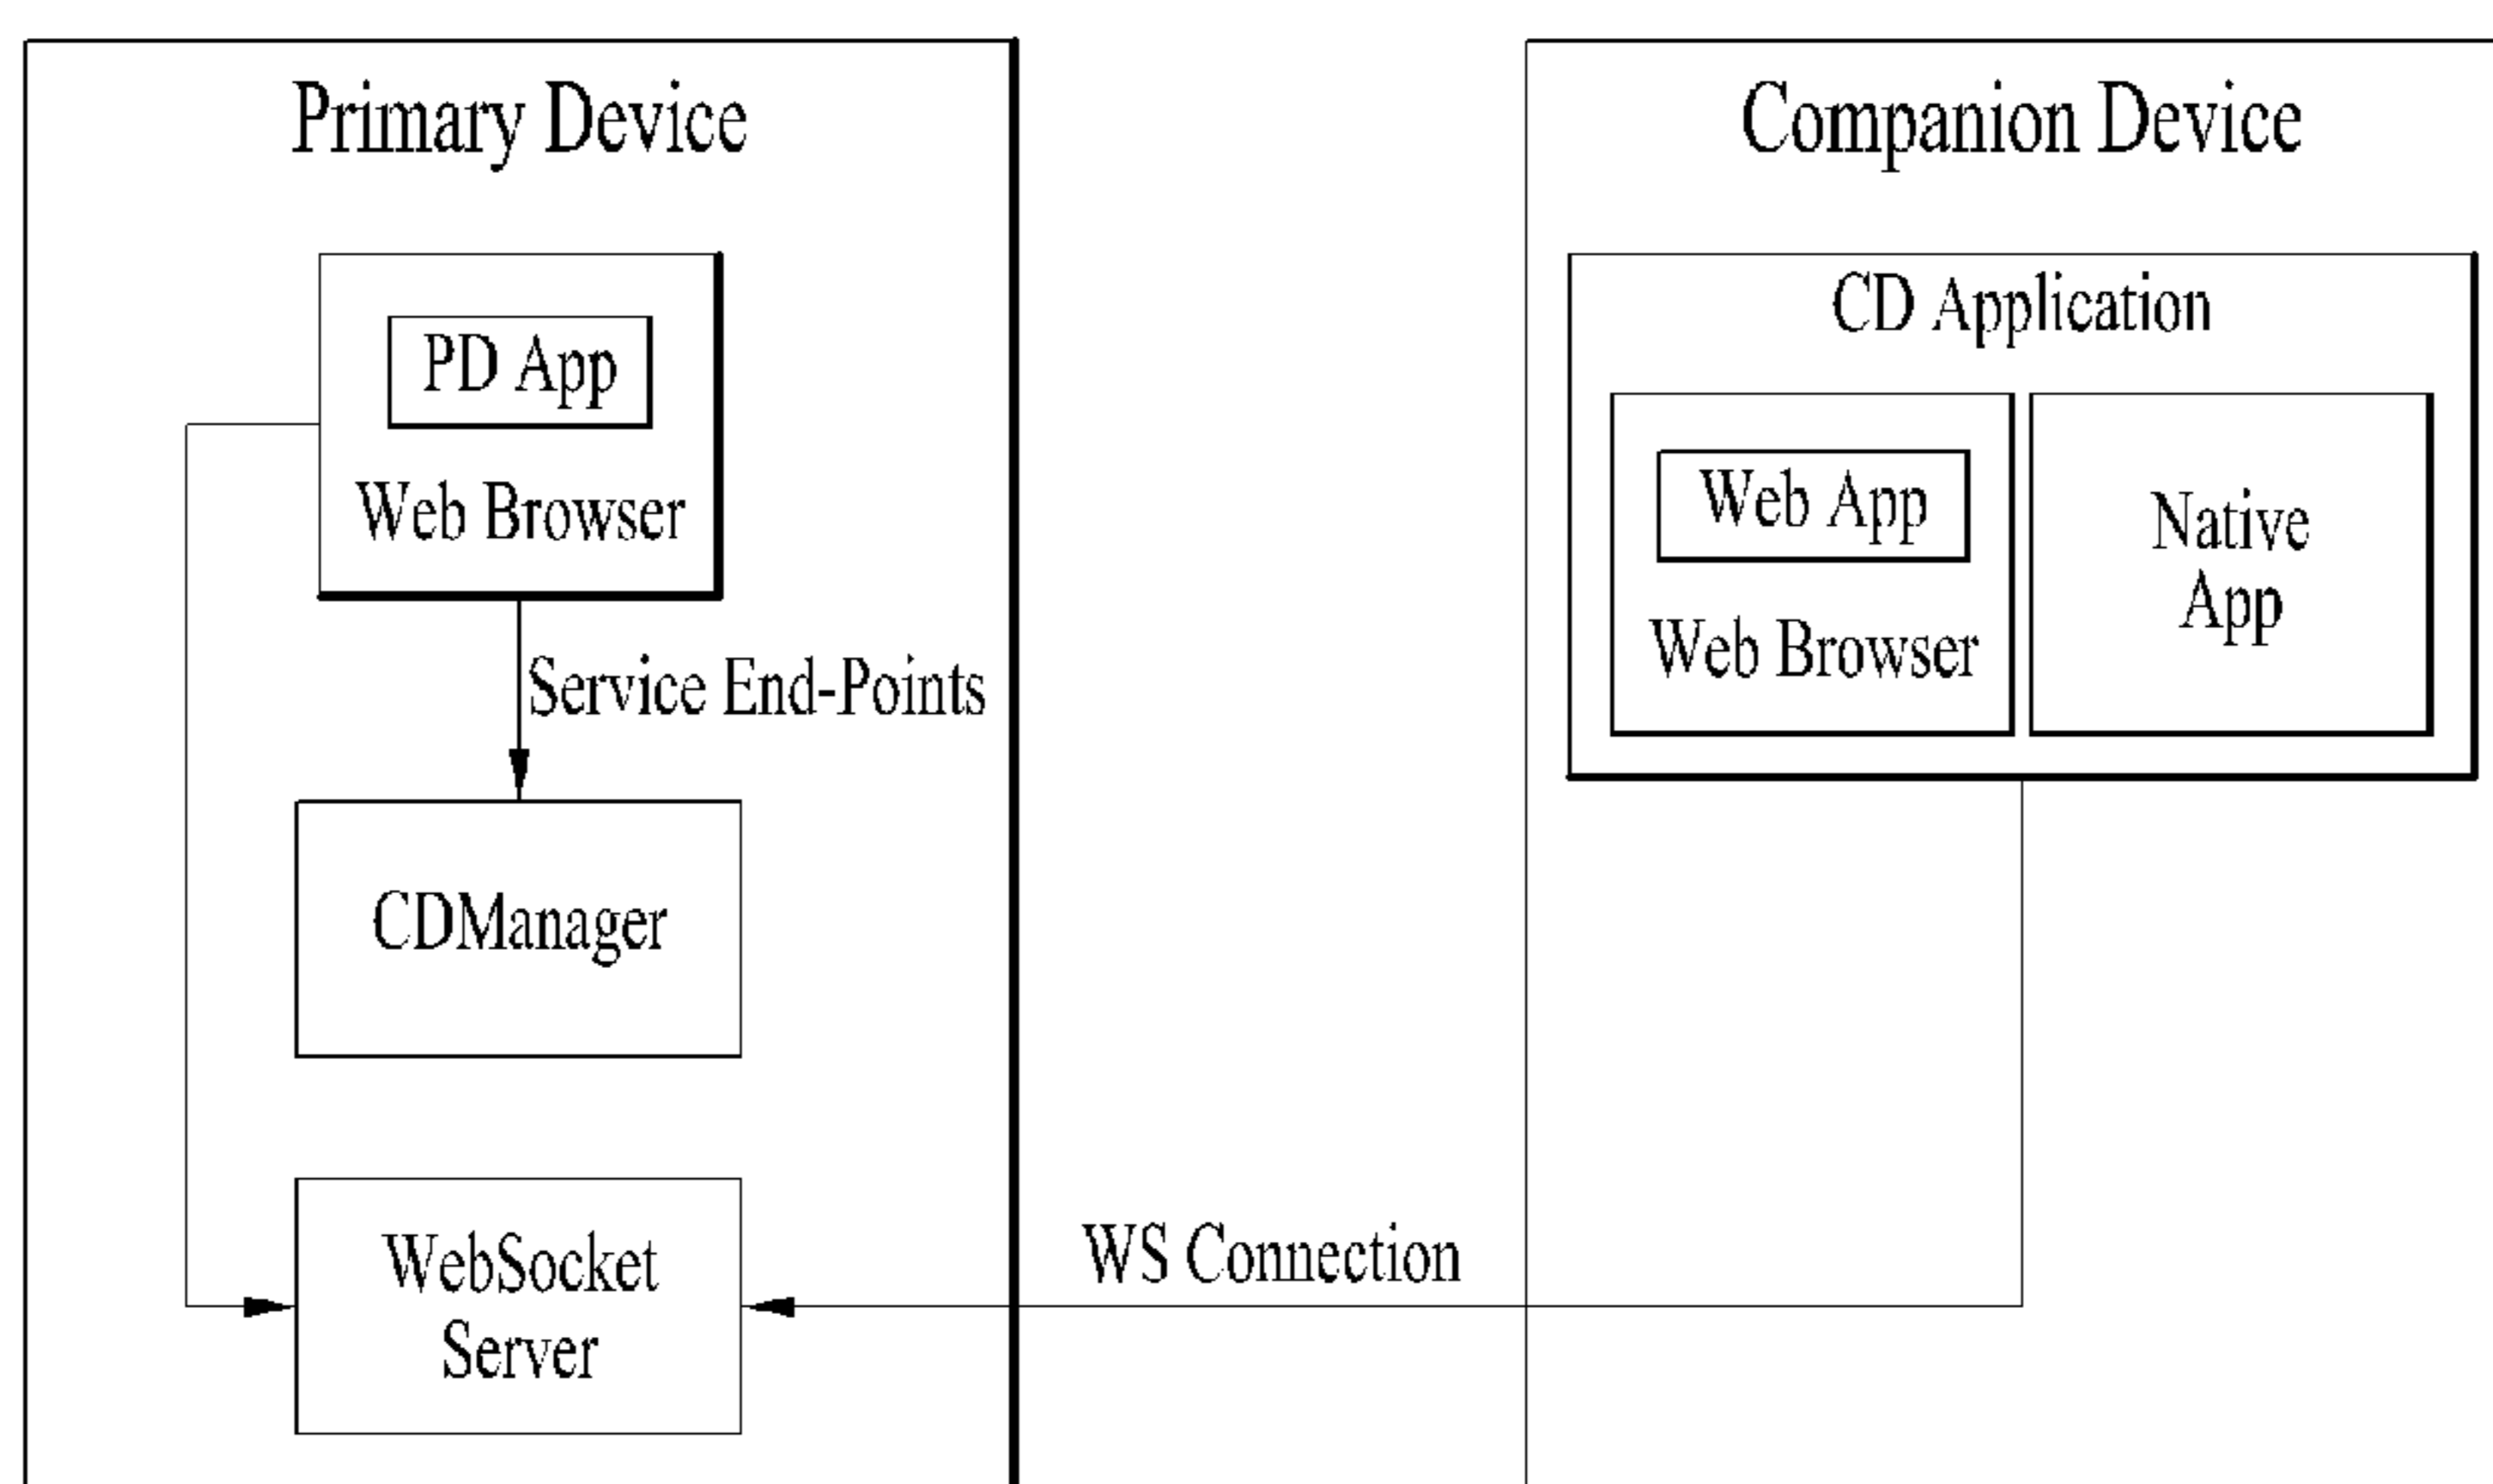 Primary Device
PD App
Web Browser
Service End-Points
CDManager
WebSocket
Server
WS Connection
Companion Device
CD Application
Web App
Web Browser
Native
App